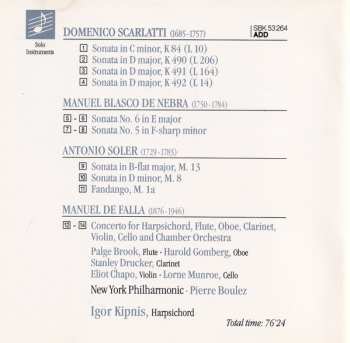 Solo
Instruments
DOMENICO SCARLATTI (1685-1757)
SBK 53 264
ADD
1 Sonata in C minor, K 84 (L 10)
2 Sonata in D major, K 490 (L 206)
3 Sonata in D major, K 491 (L 164)
4 Sonata in D major, K 492 (L 14)
MANUEL BLASCO DE NEBRA (1750-1784)
5 - 6 Sonata No. 6 in E major
7 - 8 Sonata No. 5 in F-sharp minor
ANTONIO SOLER (1729-1783)
9 Sonata in B-flat major, M. 13
10 Sonata in D minor, M. 8
11 Fandango, M. 1a
MANUEL DE FALLA (1876-1946)
12 - 14 Concerto for Harpsichord, Flute, Oboe, Clarinet,
Violin, Cello and Chamber Orchestra
Paige Brook, Flute - Harold Gomberg, Oboe
Stanley Drucker, Clarinet
Eliot Chapo, Violin - Lorne Munroe, Cello
New York Philharmonic - Pierre Boulez
Igor Kipnis, Harpsichord
Total time: 76'24